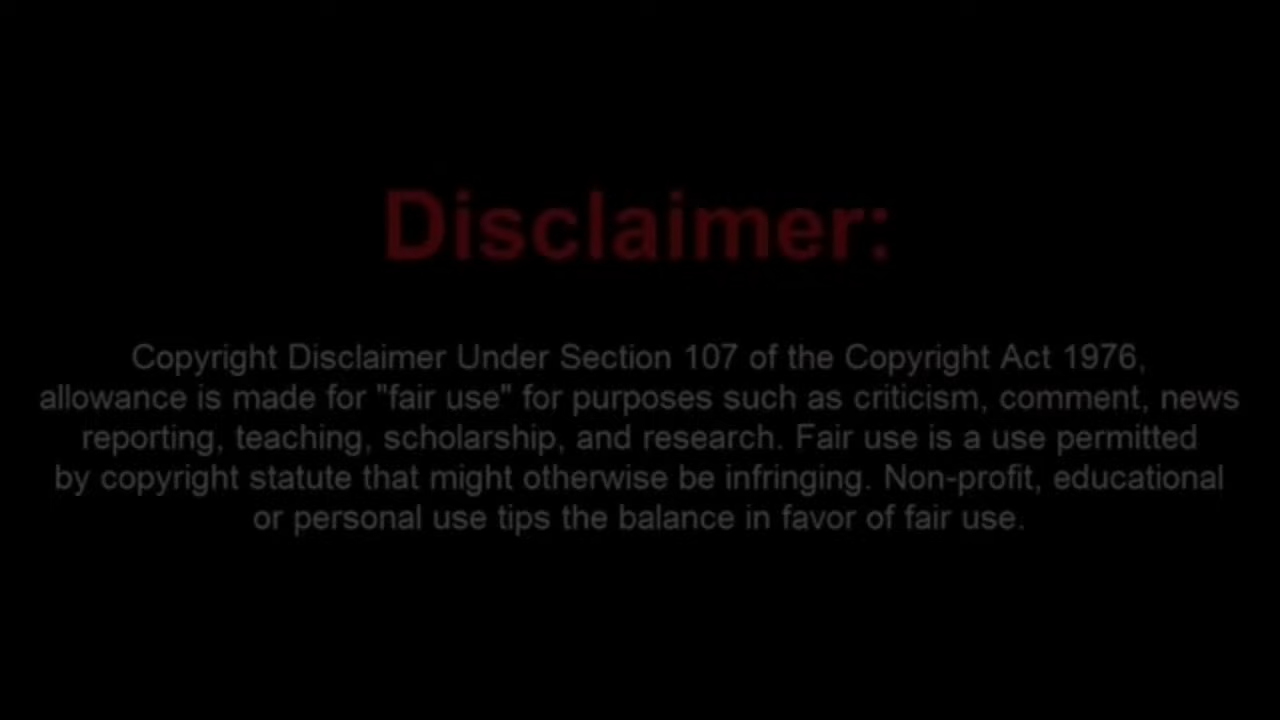 Disclaimer:
Copyright Disclaimer Under Section 107 of the Copyright Act 1976,
allowance is made for "fair use" for purposes such as criticism, comment, news
reporting, teaching, scholarship, and research. Fair use is a use permitted
by copyright statute that might otherwise be infringing. Non-profit, educational
or personal use tips the balance in favor of fair use.